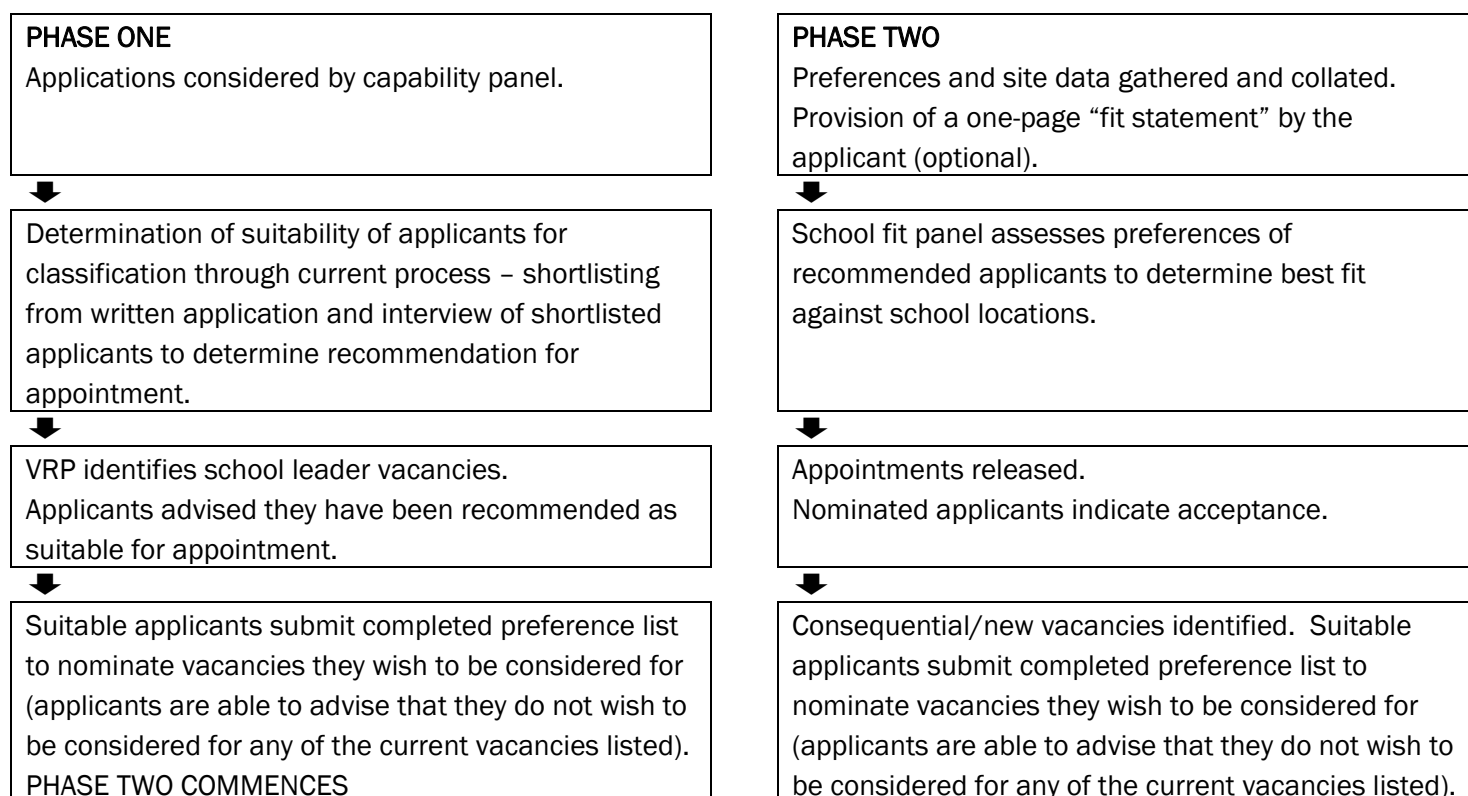 PHASE ONE
Applications considered by capability panel.
Determination of suitability of applicants for
classification through current process – shortlisting
from written application and interview of shortlisted
applicants to determine recommendation for
appointment.
VRP identifies school leader vacancies.
Applicants advised they have been recommended as
suitable for appointment.
Suitable applicants submit completed preference list
to nominate vacancies they wish to be considered for
(applicants are able to advise that they do not wish to
be considered for any of the current vacancies listed).
PHASE TWO COMMENCES
PHASE TWO
Preferences and site data gathered and collated.
Provision of a one-page “fit statement” by the
applicant (optional).
School fit panel assesses preferences of
recommended applicants to determine best fit
against school locations.
Appointments released.
Nominated applicants indicate acceptance.
Consequential/new vacancies identified.  Suitable
applicants submit completed preference list to
nominate vacancies they wish to be considered for
(applicants are able to advise that they do not wish to
be considered for any of the current vacancies listed).